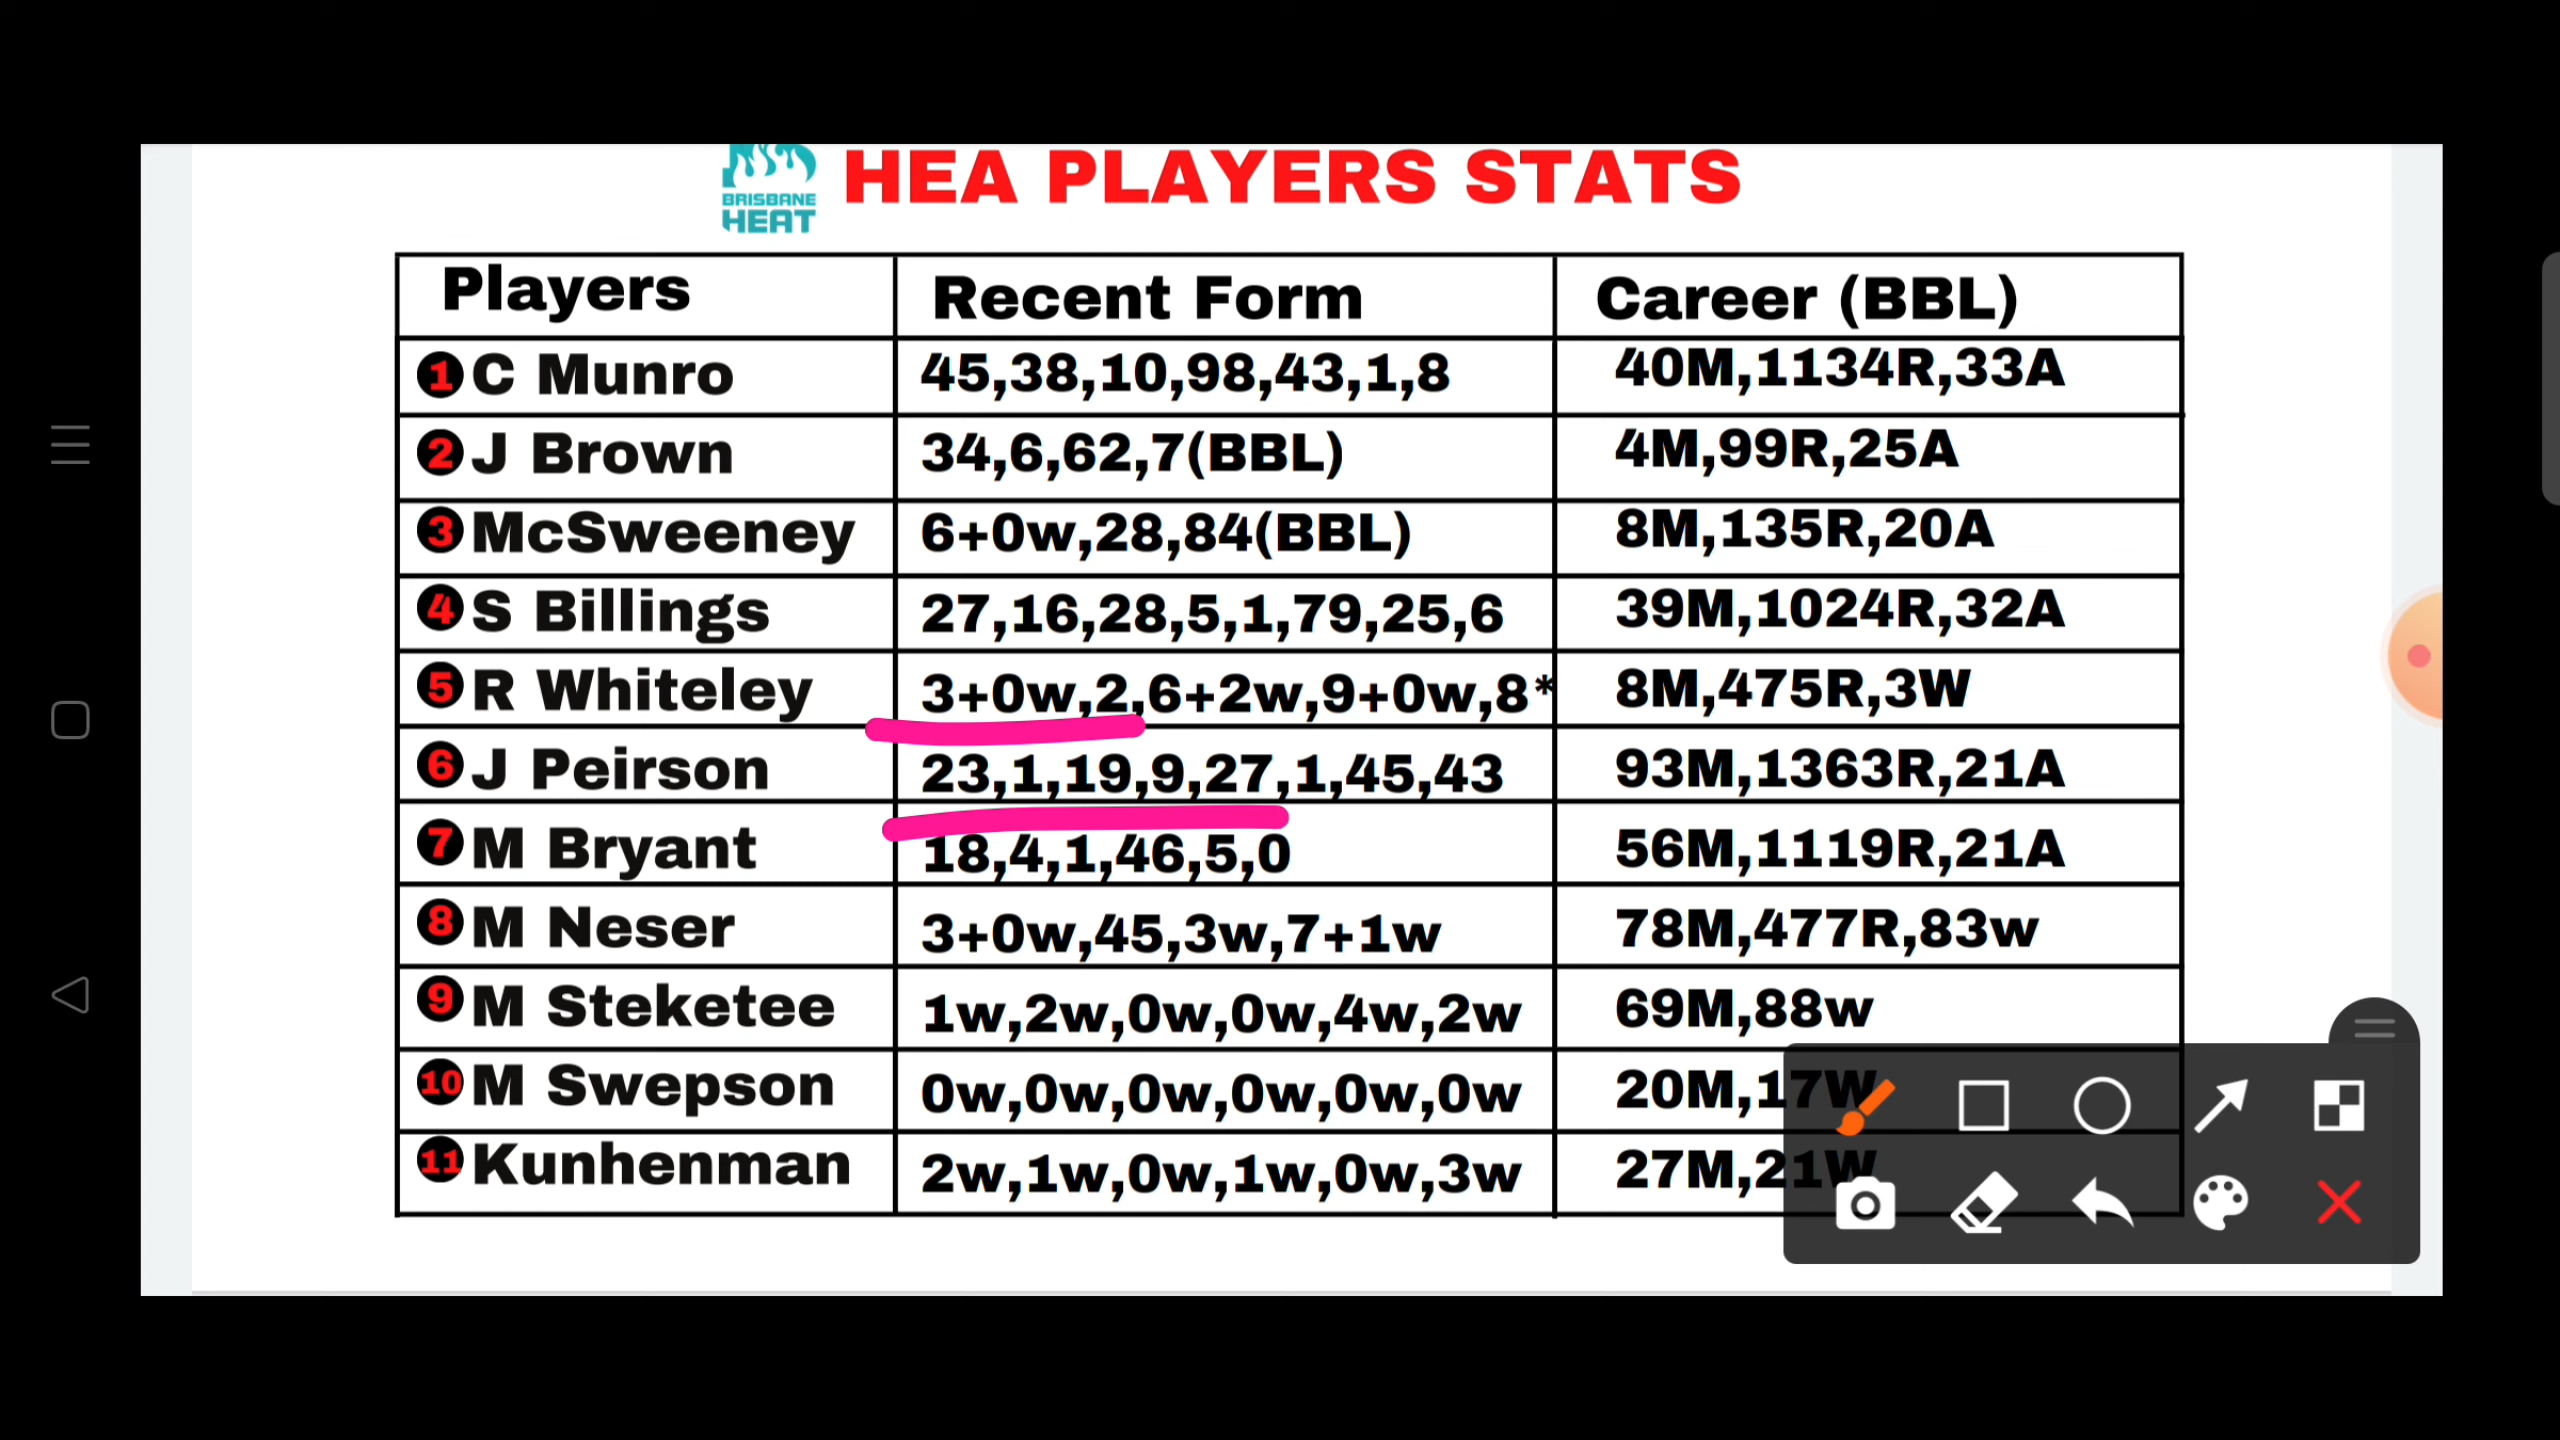 BRISBANE
HEAT
HEA PLAYERS STATS
Players Recent Form Career (BBL)
1 C Munro 45,38,10,98,43,1,8 40M,1134R,33A
2 J Brown 34,6,62,7(BBL) 4M,99R,25A
3 McSweeney 6+0w,28,84(BBL) 8M,135R,20A
4 S Billings 27,16,28,5,1,79,25,6 39M,1024R,32A
5 R Whiteley 3+0w,2,6+2w,9+0w,8* 8M,475R,3W
6 J Peirson 23,1,19,9,27,1,45,43 93M,1363R,21A
7 M Bryant 18,4,1,46,5,0 56M,1119R,21A
8 M Neser 3+0w,45,3w,7+1w 78M,477R,83w
9 M Steketee 1w,2w,0w,0w,4w,2w 69M,88w
10 M Swepson 0w,0w,0w,0w,0w,0w 20M,17W
11 Kunhenman 2w,1w,0w,1w,0w,3w 27M,21W